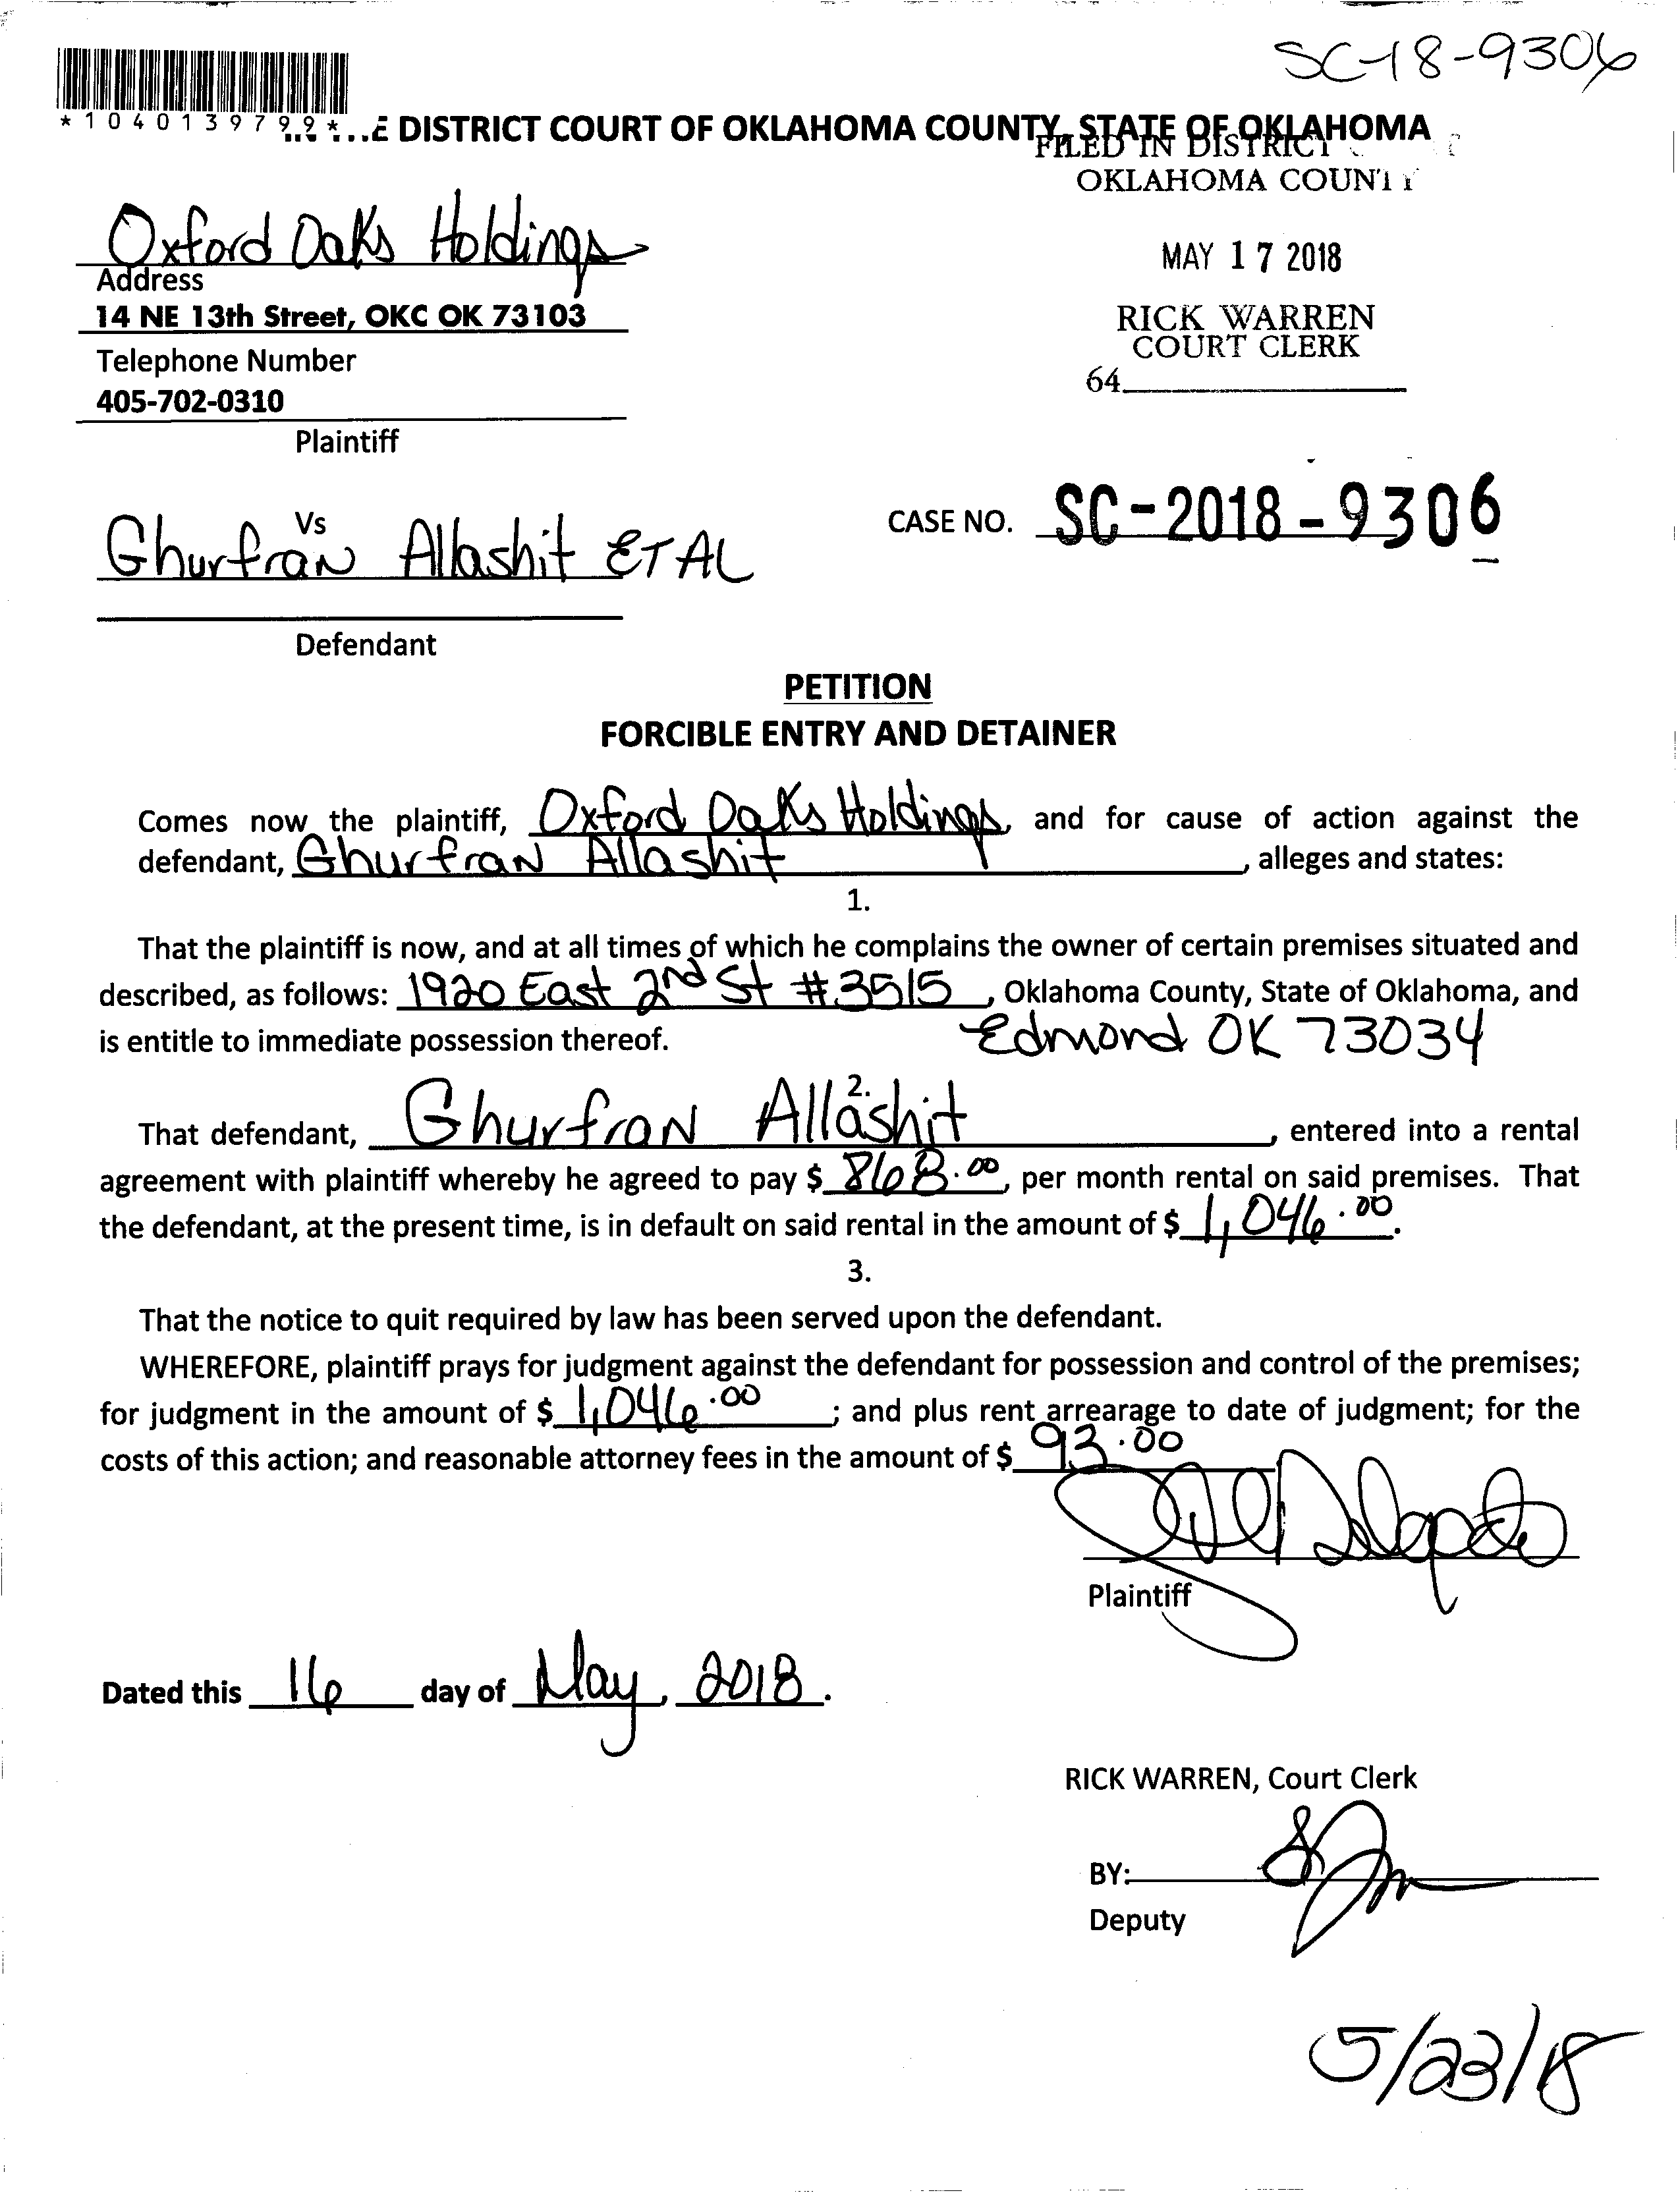 SC-18-9306
*1040139799*
E DISTRICT COURT OF OKLAHOMA COUNTY, STATE OF OKLAHOMA
FILED IN DISTRICT
OKLAHOMA COUNTY
Oxford Oaks Holdings
Address
14 NE 13th Street, OKC OK 73103
Telephone Number
405-702-0310
Plaintiff
MAY 17 2018
RICK WARREN
COURT CLERK
64
Vs
Ghurfran Allashit ET AL
CASE NO. SC-2018-9306
Defendant
PETITION
FORCIBLE ENTRY AND DETAINER
Comes now the plaintiff, Oxford Oaks Holdings, and for cause of action against the
defendant, Ghurfran Allashit, alleges and states:
1.
That the plaintiff is now, and at all times of which he complains the owner of certain premises situated and
described, as follows: 1920 East 2nd St #3515, Oklahoma County, State of Oklahoma, and
is entitle to immediate possession thereof. Edmond OK 73034
2.
That defendant, Ghurfran Allashit, entered into a rental
agreement with plaintiff whereby he agreed to pay $ 868.00, per month rental on said premises. That
the defendant, at the present time, is in default on said rental in the amount of $ 1,046.00.
3.
That the notice to quit required by law has been served upon the defendant.
WHEREFORE, plaintiff prays for judgment against the defendant for possession and control of the premises;
for judgment in the amount of $ 1,046.00; and plus rent arrearage to date of judgment; for the
costs of this action; and reasonable attorney fees in the amount of $ 93.00
Plaintiff
Dated this 16 day of May, 2018.
RICK WARREN, Court Clerk
BY:
Deputy
5/23/18